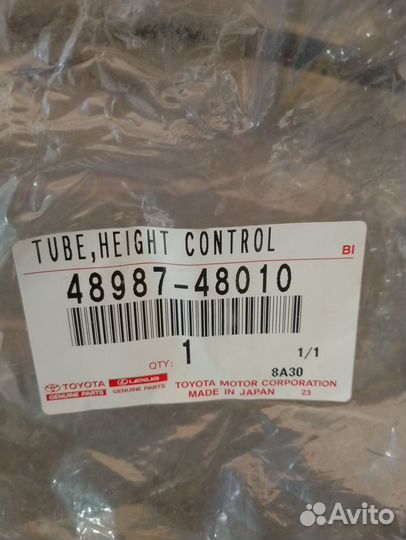 TUBE,HEIGHT CONTROL
BI
48987-48010
QTY: 1 1/1
8A30
TOYOTA LEXUS TOYOTA MOTOR CORPORATION
GENUINE PARTS GENUINE PARTS MADE IN JAPAN 23
Avito